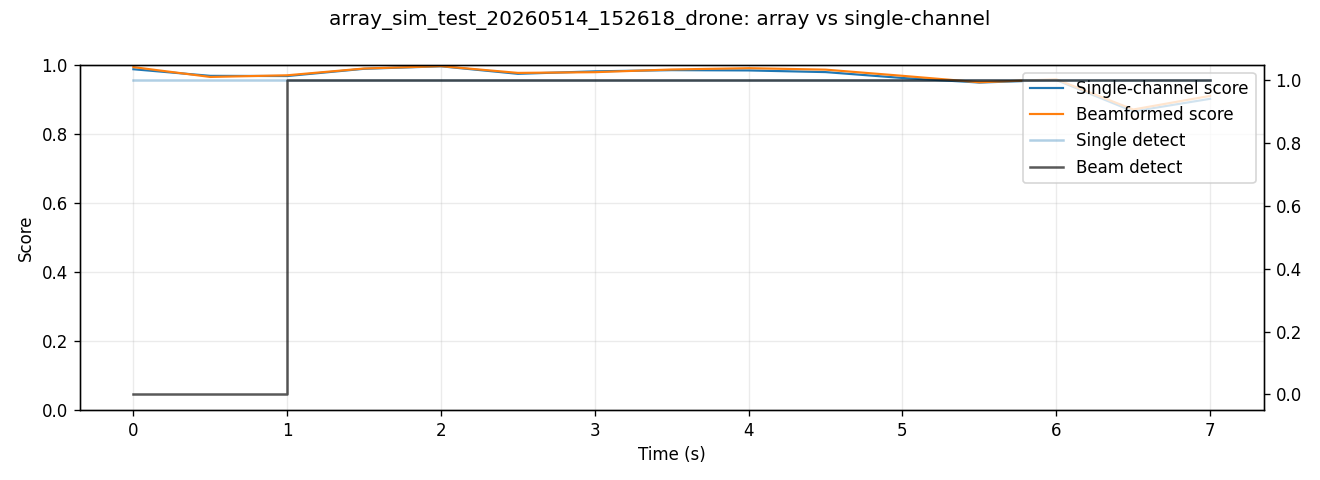 array_sim_test_20260514_152618_drone: array vs single-channel
1.0
0.8
0.6
0.4
0.2
0.0
Score
1.0
0.8
0.6
0.4
0.2
0.0
Single-channel score
Beamformed score
Single detect
Beam detect
0 1 2 3 4 5 6 7
Time (s)